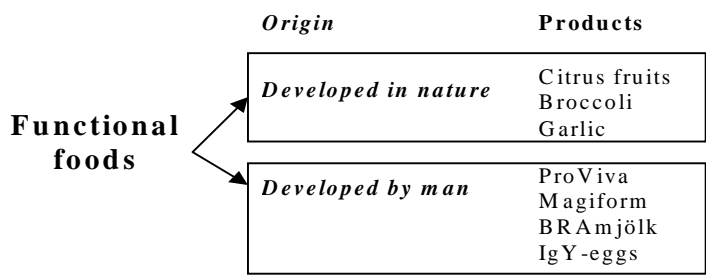 Origin Products
Developed in nature Citrus fruits
Broccoli
Garlic
Functional
foods
Developed by man ProViva
Magiform
BRAmjölk
IgY-eggs